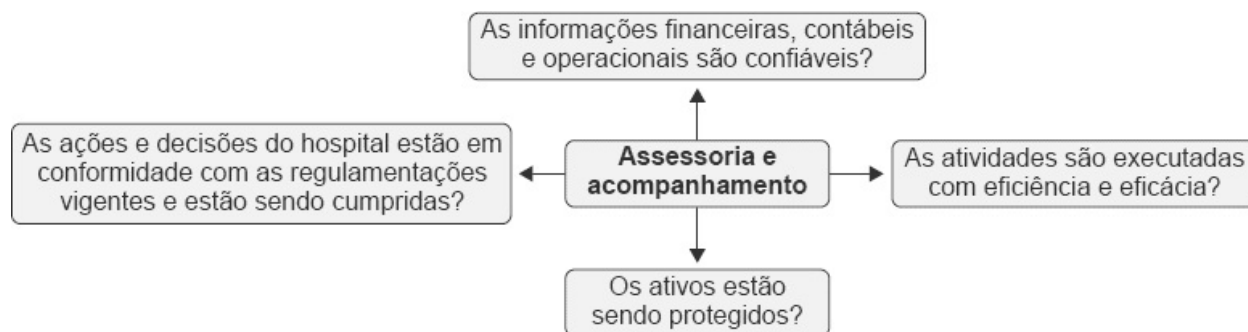 As informações financeiras, contábeis
e operacionais são confiáveis?
As ações e decisões do hospital estão em
conformidade com as regulamentações
vigentes e estão sendo cumpridas?
Assessoria e
acompanhamento
As atividades são executadas
com eficiência e eficácia?
Os ativos estão
sendo protegidos?